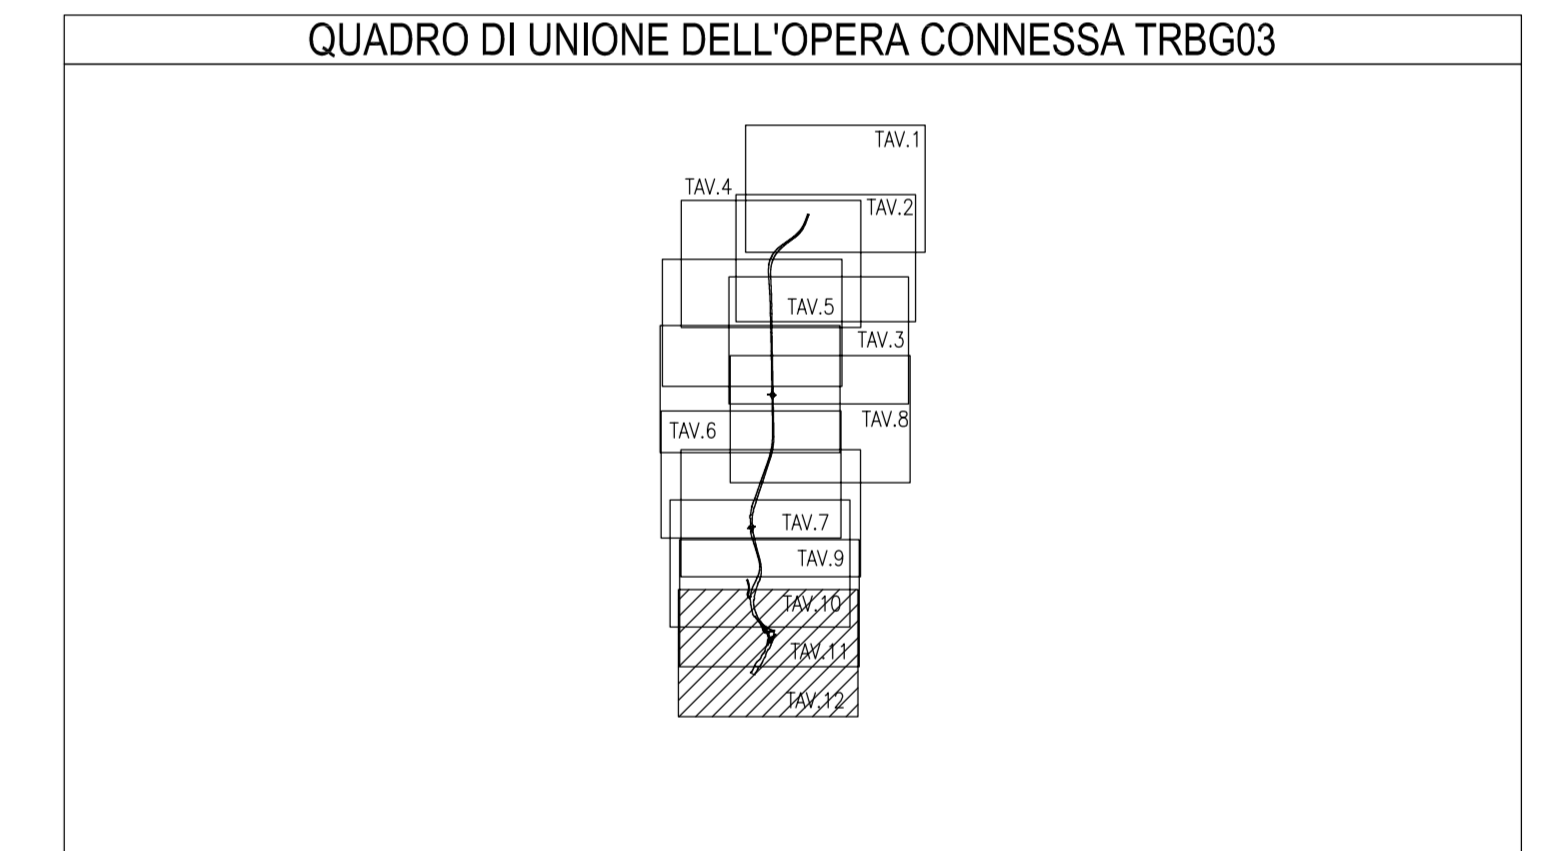 QUADRO DI UNIONE DELL'OPERA CONNESSA TRBG03
TAV.1
TAV.4
TAV.2
TAV.5
TAV.3
TAV.8
TAV.6
TAV.7
TAV.9
TAV.10
TAV.11
TAV.12